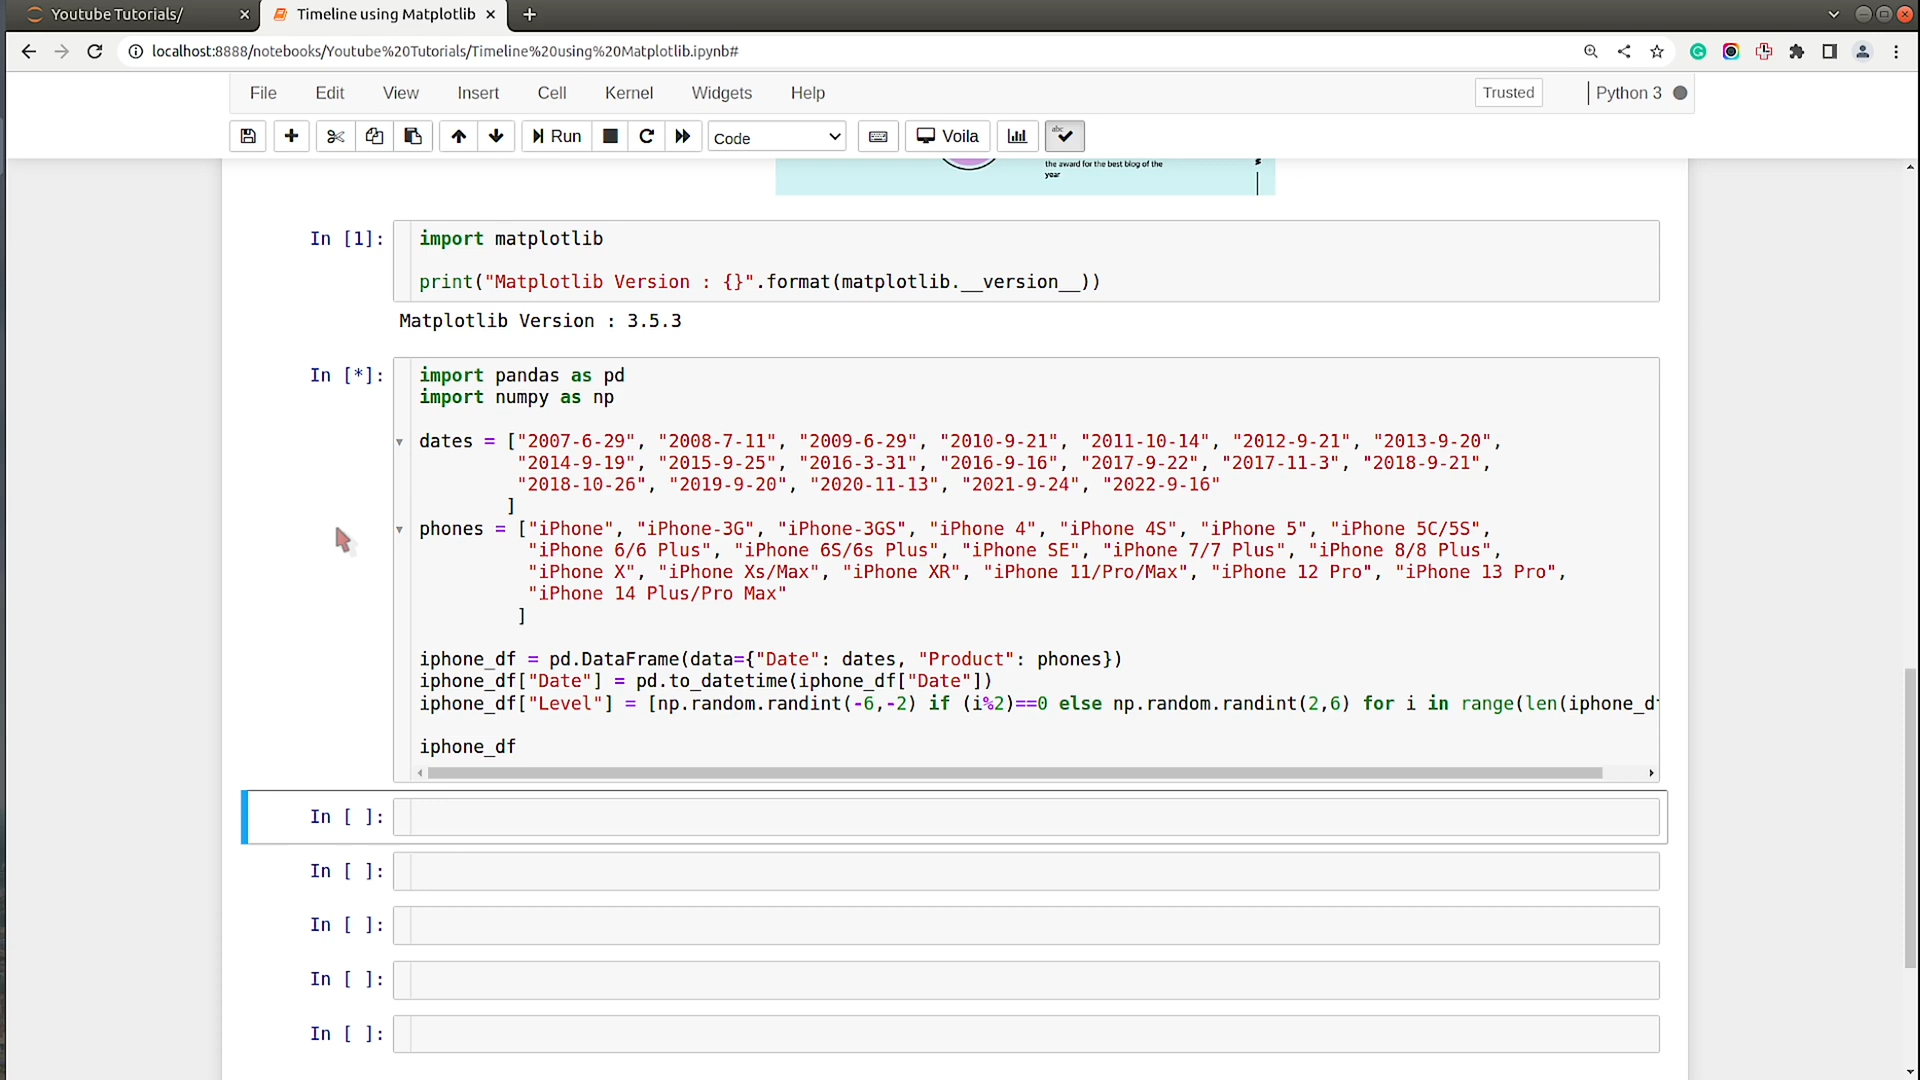 Youtube Tutorials/
Timeline using Matplotlib
localhost:8888/notebooks/Youtube%20Tutorials/Timeline%20using%20Matplotlib.ipynb#
File Edit View Insert Cell Kernel Widgets Help Trusted Python 3
Run Code Voila abc
the award for the best blog of the
year
In [1]: import matplotlib
print("Matplotlib Version : {}".format(matplotlib.__version__))
Matplotlib Version : 3.5.3
In [*]: import pandas as pd
import numpy as np
dates = ["2007-6-29", "2008-7-11", "2009-6-29", "2010-9-21", "2011-10-14", "2012-9-21", "2013-9-20",
"2014-9-19", "2015-9-25", "2016-3-31", "2016-9-16", "2017-9-22", "2017-11-3", "2018-9-21",
"2018-10-26", "2019-9-20", "2020-11-13", "2021-9-24", "2022-9-16"
]
phones = ["iPhone", "iPhone-3G", "iPhone-3GS", "iPhone 4", "iPhone 4S", "iPhone 5", "iPhone 5C/5S",
"iPhone 6/6 Plus", "iPhone 6S/6s Plus", "iPhone SE", "iPhone 7/7 Plus", "iPhone 8/8 Plus",
"iPhone X", "iPhone Xs/Max", "iPhone XR", "iPhone 11/Pro/Max", "iPhone 12 Pro", "iPhone 13 Pro",
"iPhone 14 Plus/Pro Max"
]
iphone_df = pd.DataFrame(data={"Date": dates, "Product": phones})
iphone_df["Date"] = pd.to_datetime(iphone_df["Date"])
iphone_df["Level"] = [np.random.randint(-6,-2) if (i%2)==0 else np.random.randint(2,6) for i in range(len(iphone_d
iphone_df
In [ ]:
In [ ]:
In [ ]:
In [ ]:
In [ ]: